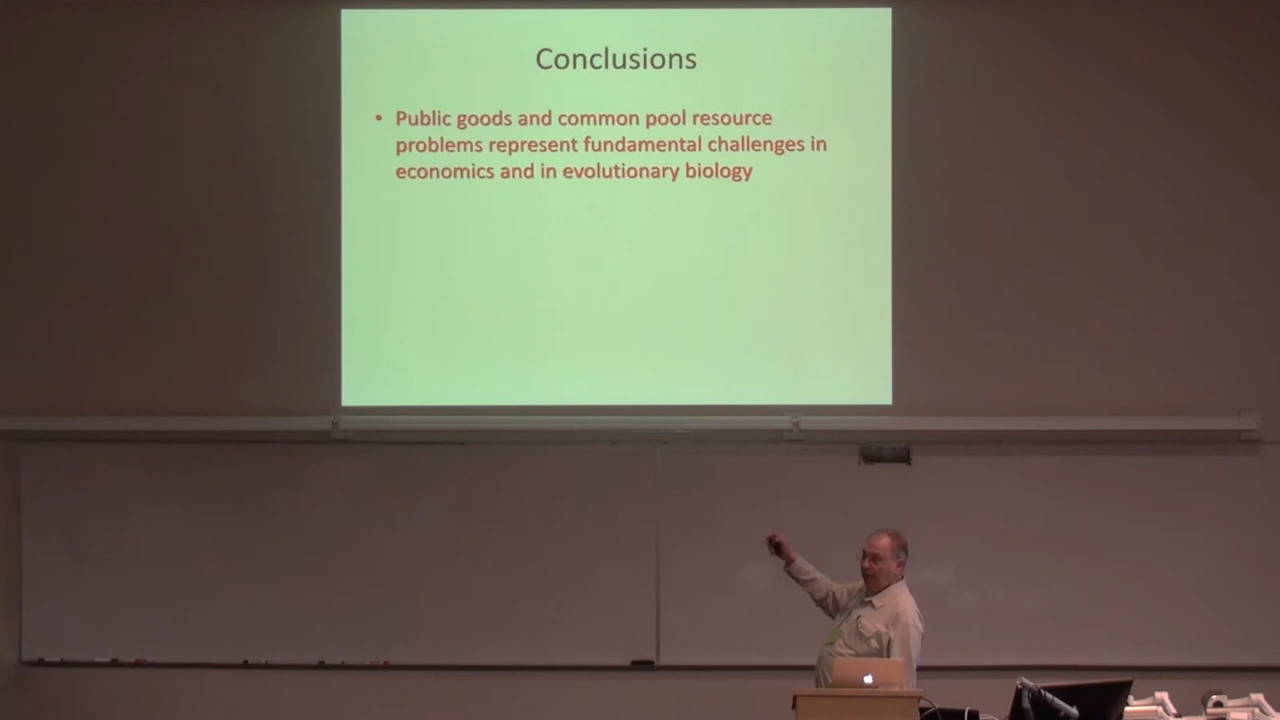 Conclusions
• Public goods and common pool resource
problems represent fundamental challenges in
economics and in evolutionary biology